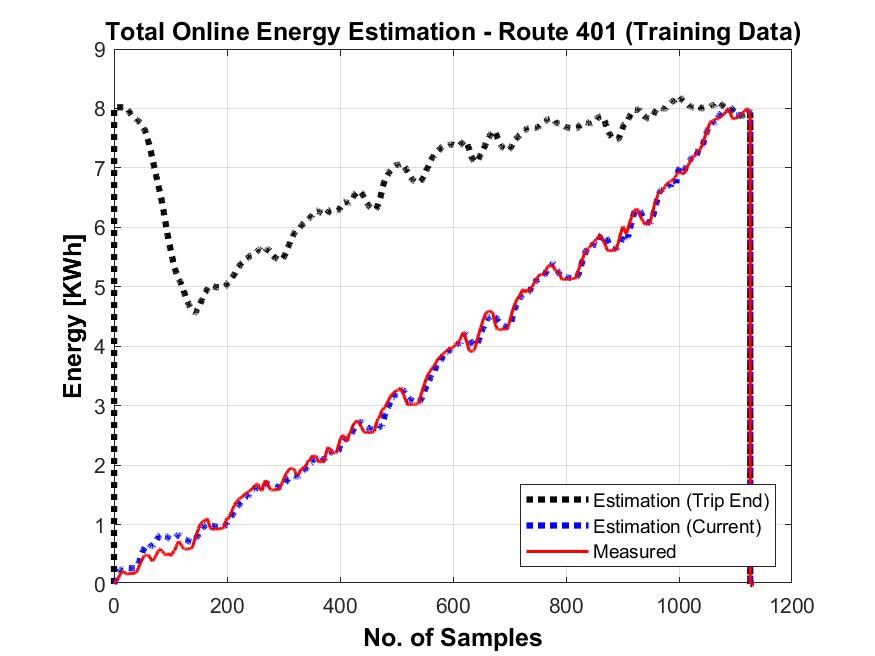 Total Online Energy Estimation - Route 401 (Training Data)
9
8
7
6
5
4
3
2
1
0
Energy [KWh]
Estimation (Trip End)
Estimation (Current)
Measured
0 200 400 600 800 1000 1200
No. of Samples